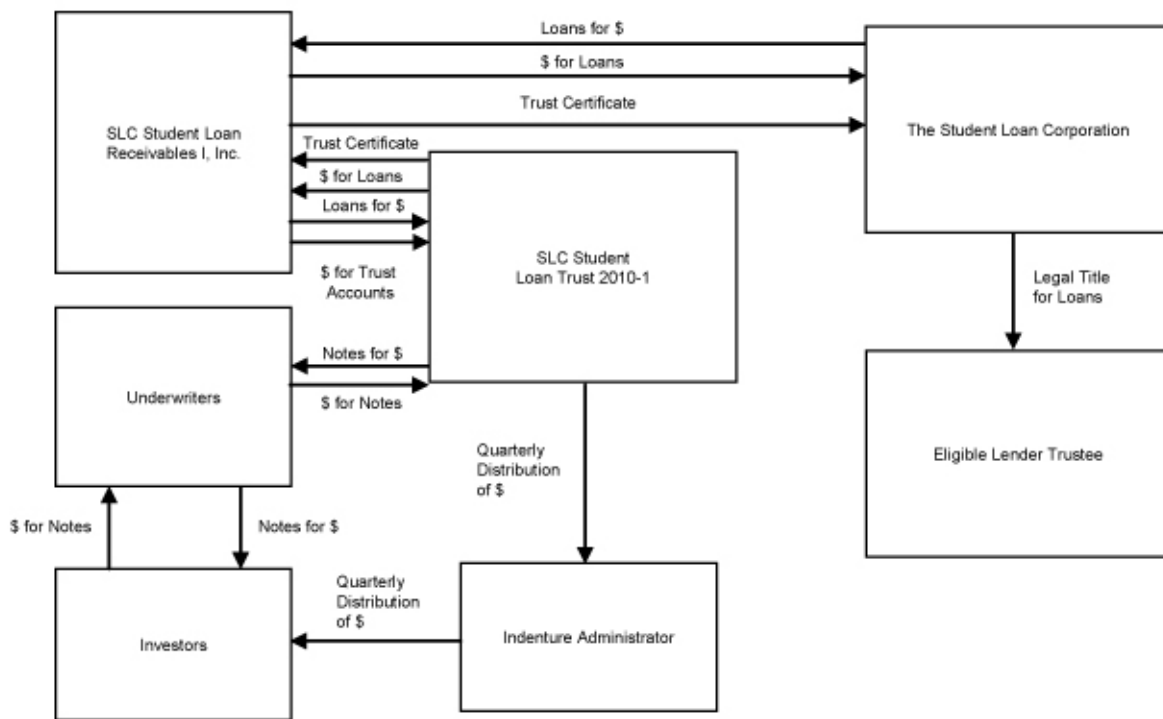 Loans for $
$ for Loans
Trust Certificate
SLC Student Loan
Receivables I, Inc.
The Student Loan Corporation
Trust Certificate
$ for Loans
Loans for $
$ for Trust
Accounts
SLC Student
Loan Trust 2010-1
Legal Title
for Loans
Notes for $
$ for Notes
Underwriters
Quarterly
Distribution
of $
Eligible Lender Trustee
$ for Notes
Notes for $
Quarterly
Distribution
of $
Investors
Indenture Administrator